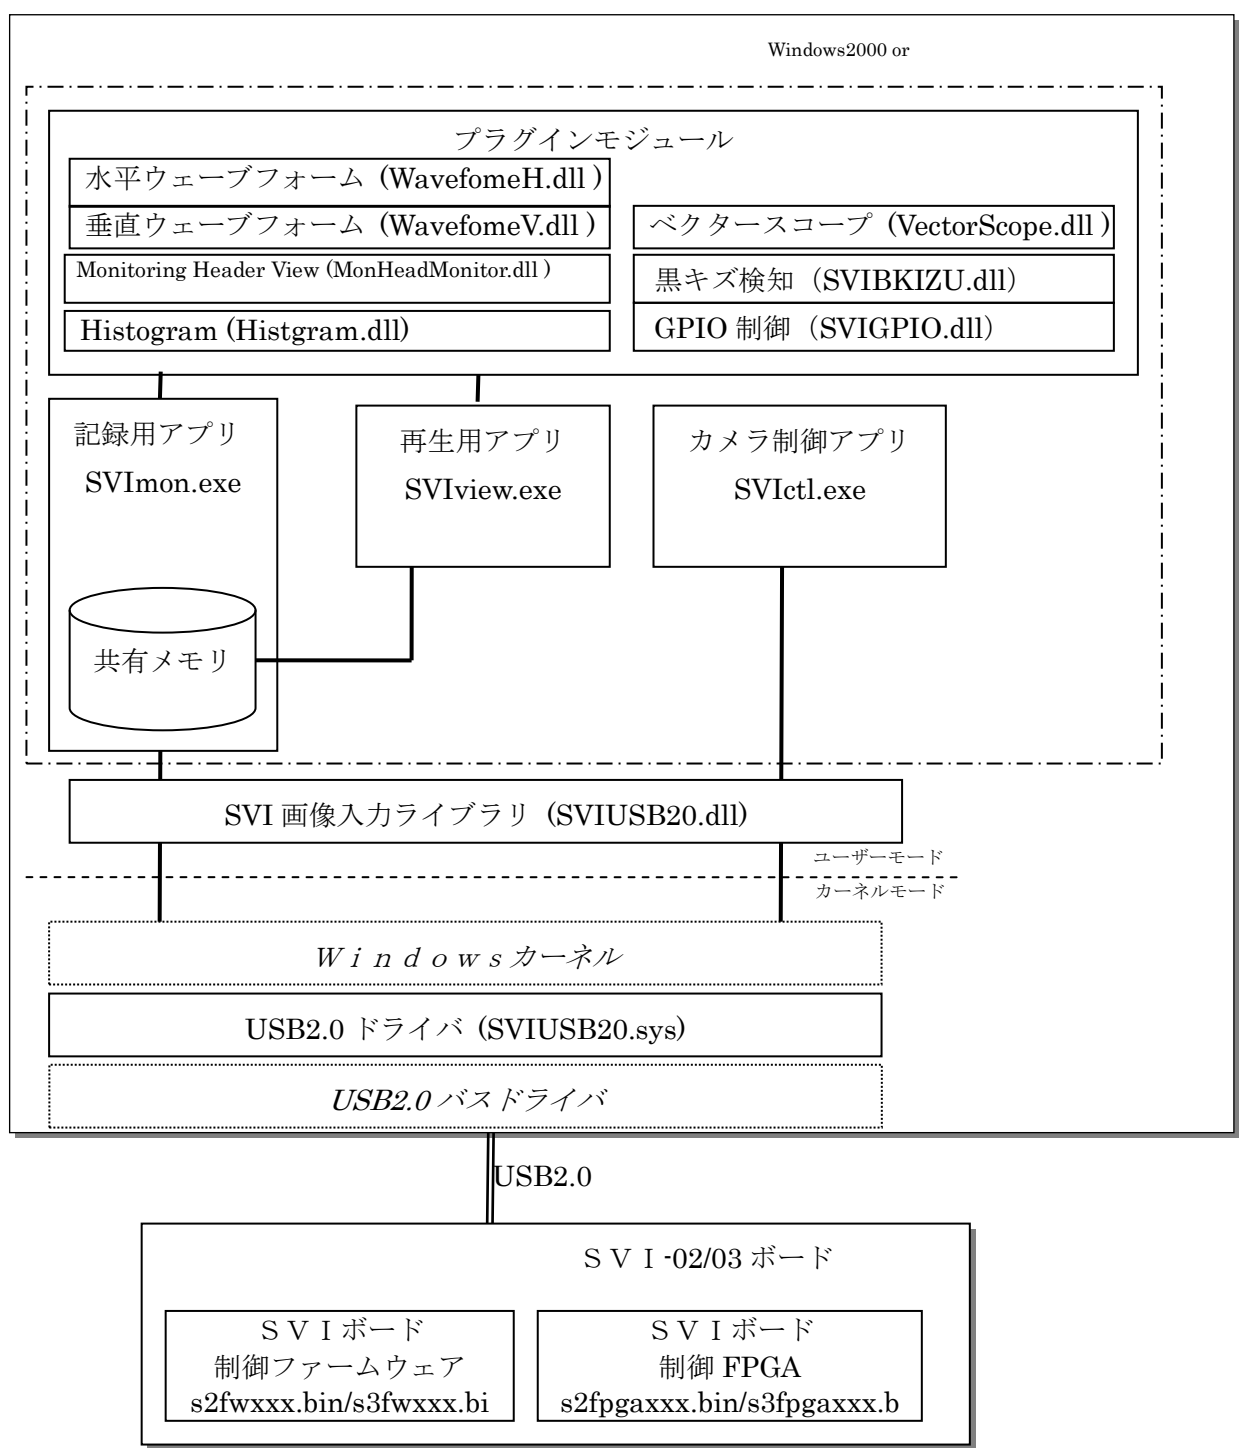 Windows2000 or
プラグインモジュール
水平ウェーブフォーム (WavefomeH.dll )
垂直ウェーブフォーム (WavefomeV.dll )
ベクタースコープ (VectorScope.dll )
Monitoring Header View (MonHeadMonitor.dll )
黒キズ検知（SVIBKIZU.dll）
Histogram (Histgram.dll)
GPIO 制御（SVIGPIO.dll）
記録用アプリ
SVImon.exe
再生用アプリ
SVIview.exe
カメラ制御アプリ
SVIctl.exe
共有メモリ
SVI 画像入力ライブラリ (SVIUSB20.dll)
ユーザーモード
カーネルモード
Ｗｉｎｄｏｗｓカーネル
USB2.0 ドライバ (SVIUSB20.sys)
USB2.0 バスドライバ
USB2.0
ＳＶＩ-02/03 ボード
ＳＶＩボード
制御ファームウェア
s2fwxxx.bin/s3fwxxx.bi
ＳＶＩボード
制御 FPGA
s2fpgaxxx.bin/s3fpgaxxx.b